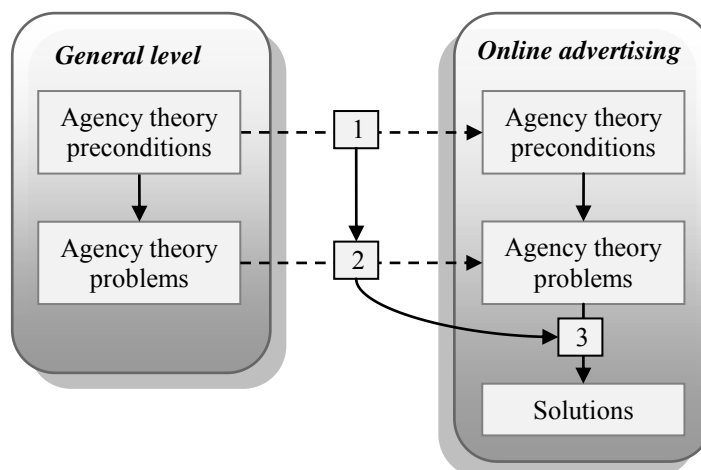 General level
Online advertising
Agency theory
preconditions
1
Agency theory
preconditions
Agency theory
problems
2
Agency theory
problems
3
Solutions